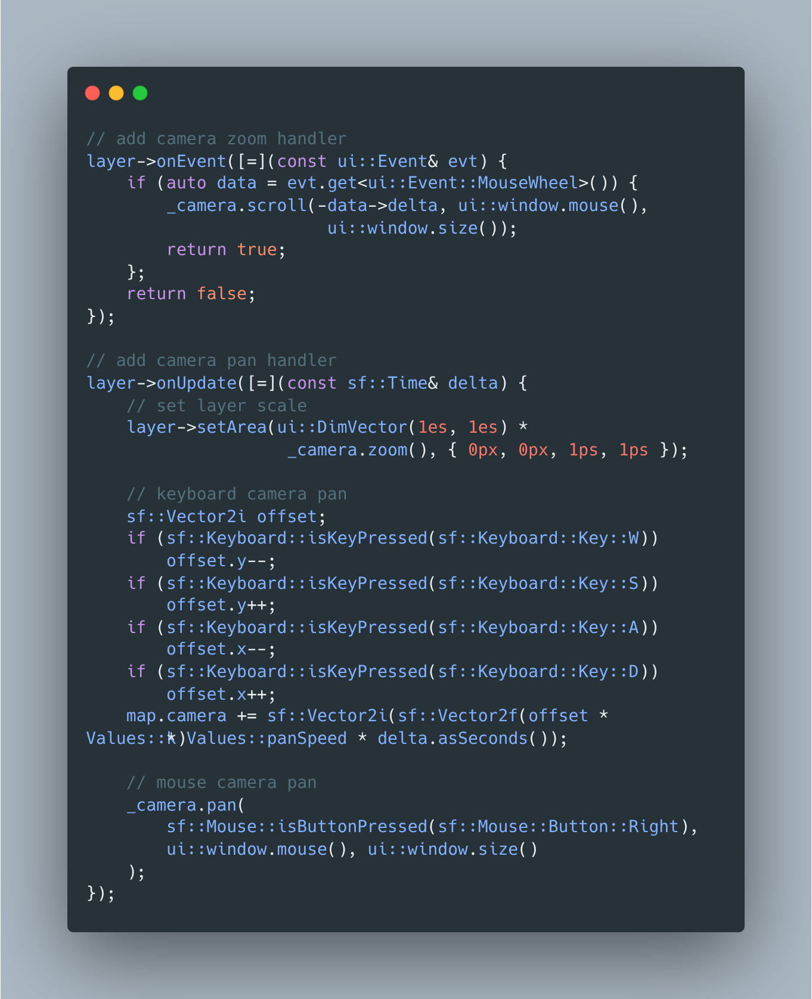 // add camera zoom handler
layer->onEvent([=](const ui::Event& evt) {
    if (auto data = evt.get<ui::Event::MouseWheel>()) {
        _camera.scroll(-data->delta, ui::window.mouse(),
                        ui::window.size());
        return true;
    };
    return false;
});

// add camera pan handler
layer->onUpdate([=](const sf::Time& delta) {
    // set layer scale
    layer->setArea(ui::DimVector(1es, 1es) *
                    _camera.zoom(), { 0px, 0px, 1ps, 1ps });

    // keyboard camera pan
    sf::Vector2i offset;
    if (sf::Keyboard::isKeyPressed(sf::Keyboard::Key::W))
        offset.y--;
    if (sf::Keyboard::isKeyPressed(sf::Keyboard::Key::S))
        offset.y++;
    if (sf::Keyboard::isKeyPressed(sf::Keyboard::Key::A))
        offset.x--;
    if (sf::Keyboard::isKeyPressed(sf::Keyboard::Key::D))
        offset.x++;
    map.camera += sf::Vector2i(sf::Vector2f(offset *
Values:: )Values::panSpeed * delta.asSeconds());

    // mouse camera pan
    _camera.pan(
        sf::Mouse::isButtonPressed(sf::Mouse::Button::Right),
        ui::window.mouse(), ui::window.size()
    );
});